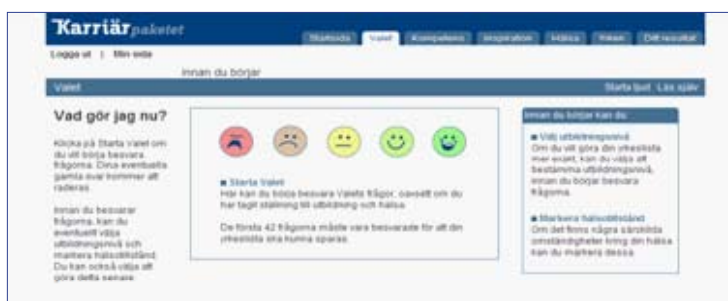 Karriärpaketet
Startsida Valet Kompetens Inspiration Hälsa Yrken Ditt resultat
Logga ut | Min sida
Innan du börjar
Valet
Starta ljud Läs själv
Vad gör jag nu?
Klicka på Starta Valet om
du vill börja besvara
frågorna. Dina eventuella
gamla svar kommer att
raderas.
Innan du besvarar
frågorna, kan du
eventuellt välja
utbildningsnivå och
markera hälsotillstånd.
Du kan också välja att
göra detta senare.
Starta Valet
Här kan du börja besvara Valets frågor, oavsett om du
har tagit ställning till utbildning och hälsa.
De första 42 frågorna måste vara besvarade för att din
yrkeslista ska kunna sparas.
Innan du börjar kan du:
Välj utbildningsnivå
Om du vill göra din yrkeslista
mer exakt, kan du välja att
bestämma utbildningsnivå,
innan du börjar besvara
frågorna.
Markera hälsotillstånd
Om det finns några särskilda
omständigheter kring din hälsa
kan du markera dessa.